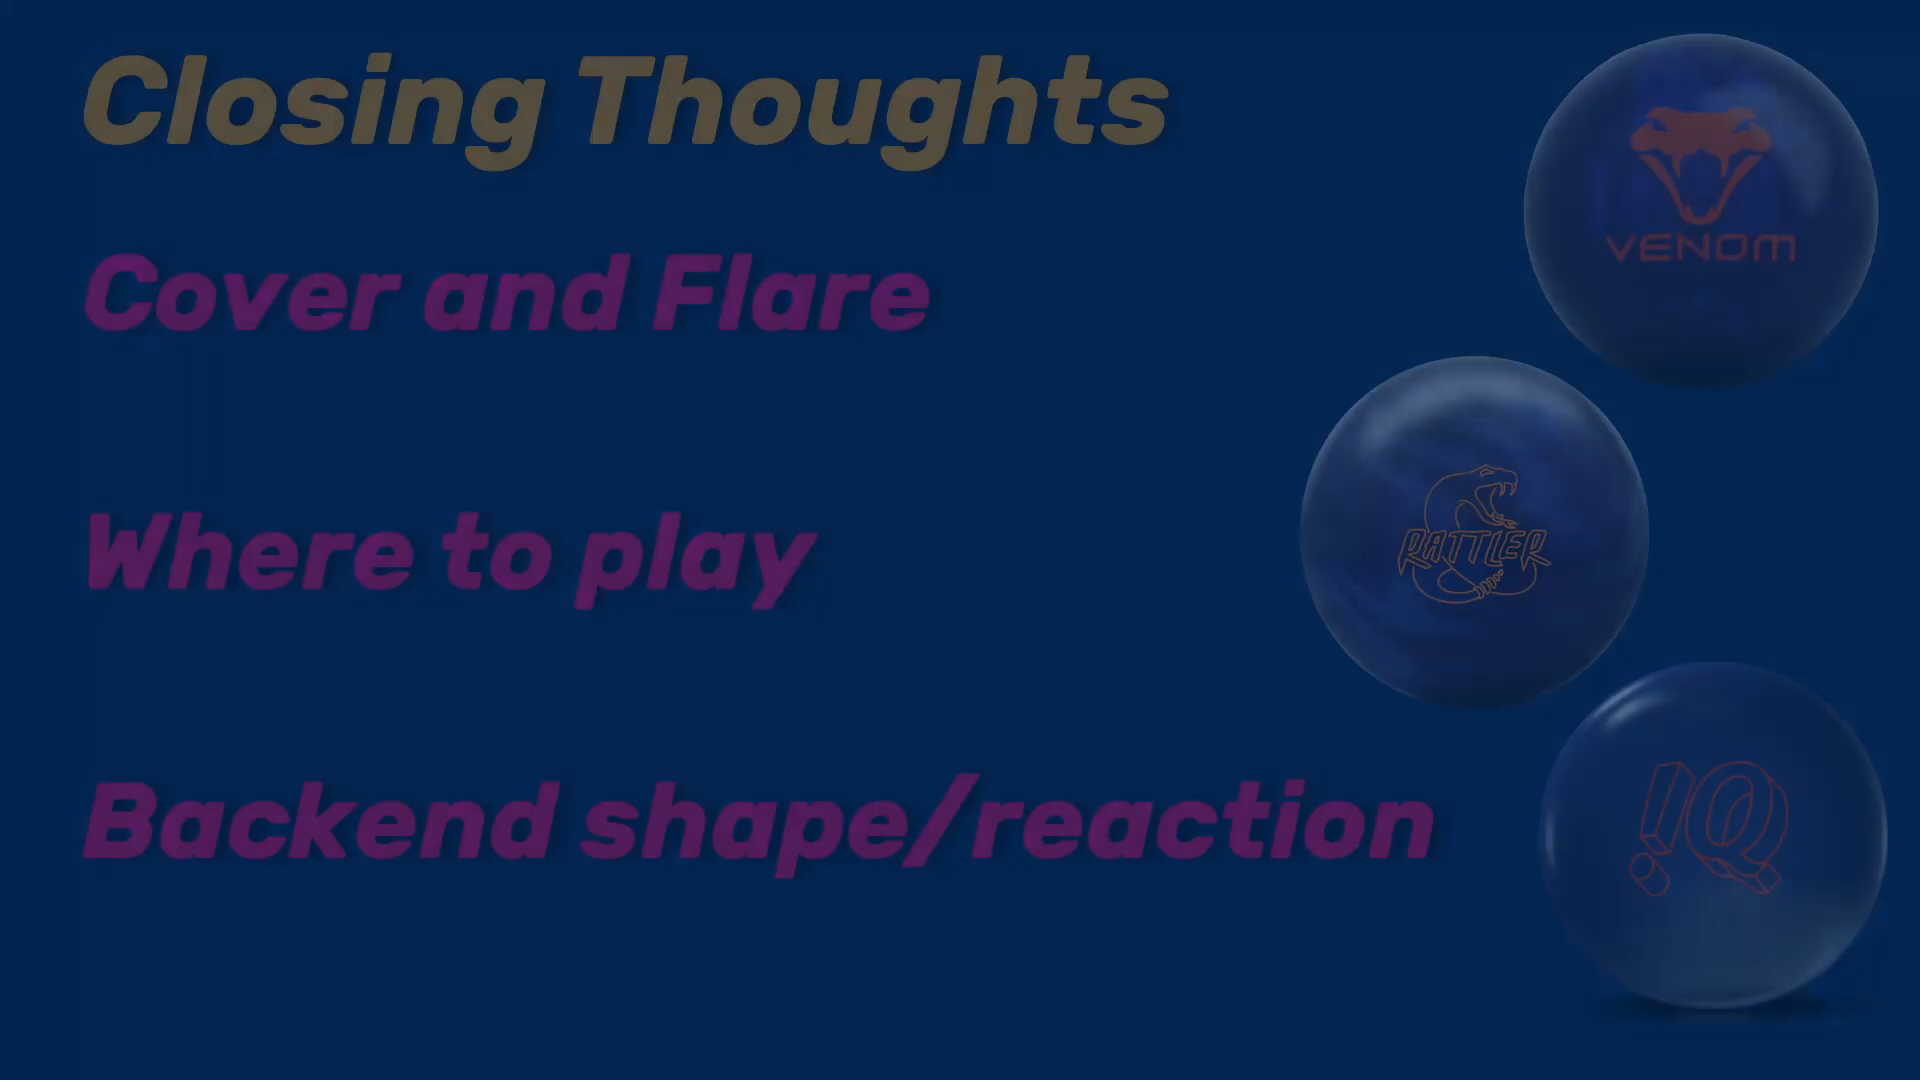 Closing Thoughts
VENOM
Cover and Flare
RATTLER
Where to play
!Q
Backend shape/reaction